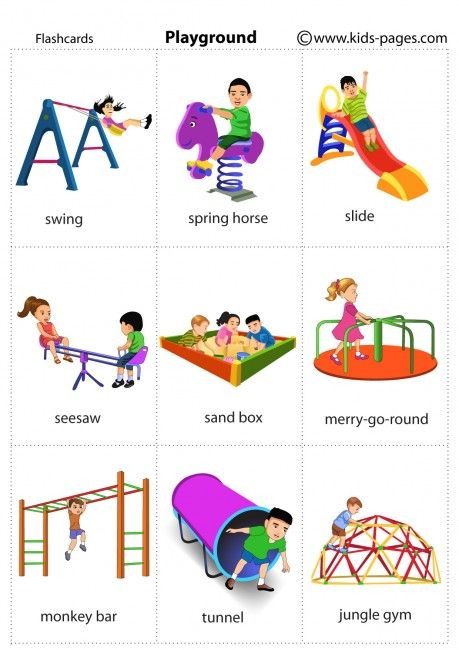 Flashcards Playground ©www.kids-pages.com
swing spring horse slide
seesaw sand box merry-go-round
monkey bar tunnel jungle gym